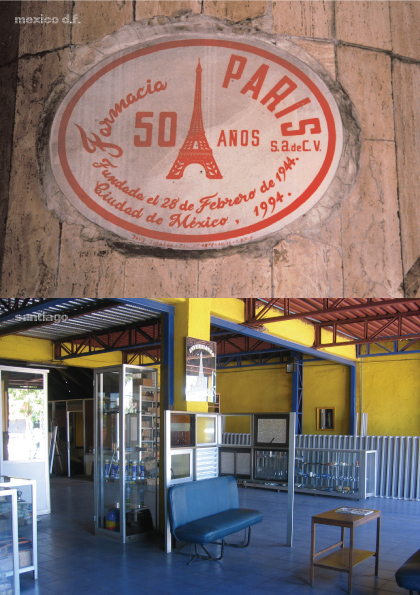 mexico d.f.
Farmacia
PARIS
50 AÑOS
S.a. de C.V.
Fundada el 28 de Febrero de 1944.
Ciudad de México, 1994.
santiago